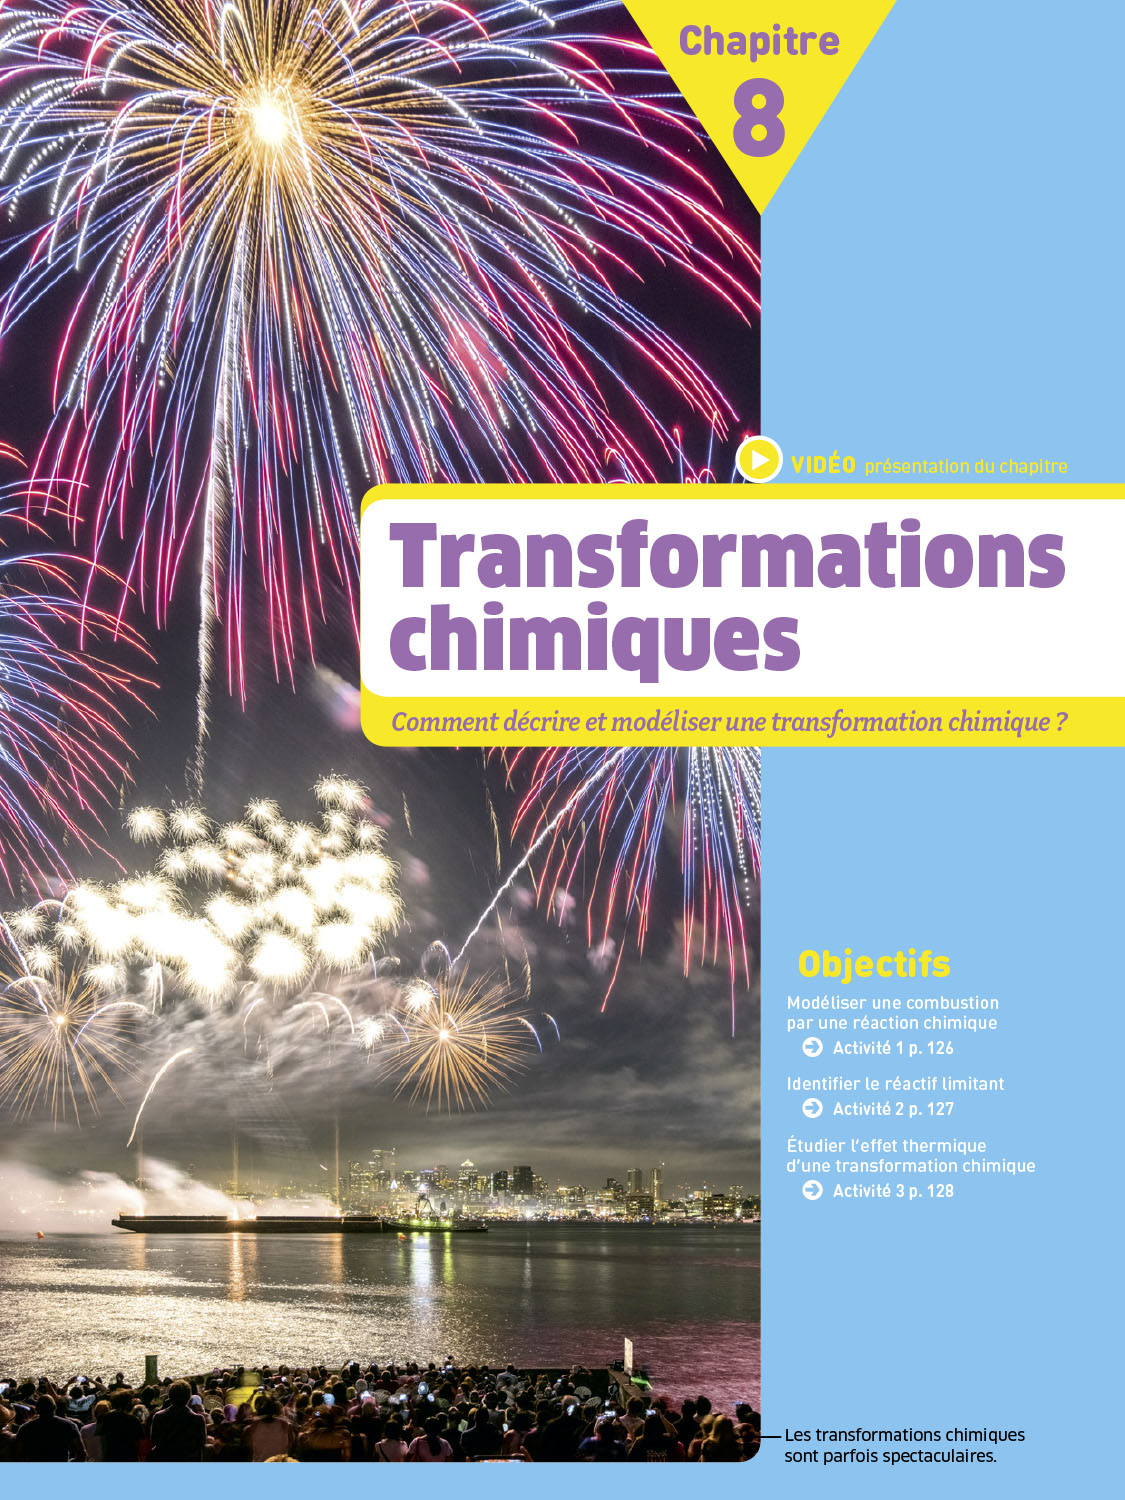 Chapitre
8
VIDÉO présentation du chapitre
Transformations
chimiques
Comment décrire et modéliser une transformation chimique ?
Objectifs
Modéliser une combustion
par une réaction chimique
Activité 1 p. 126
Identifier le réactif limitant
Activité 2 p. 127
Étudier l'effet thermique
d'une transformation chimique
Activité 3 p. 128
Les transformations chimiques
sont parfois spectaculaires.